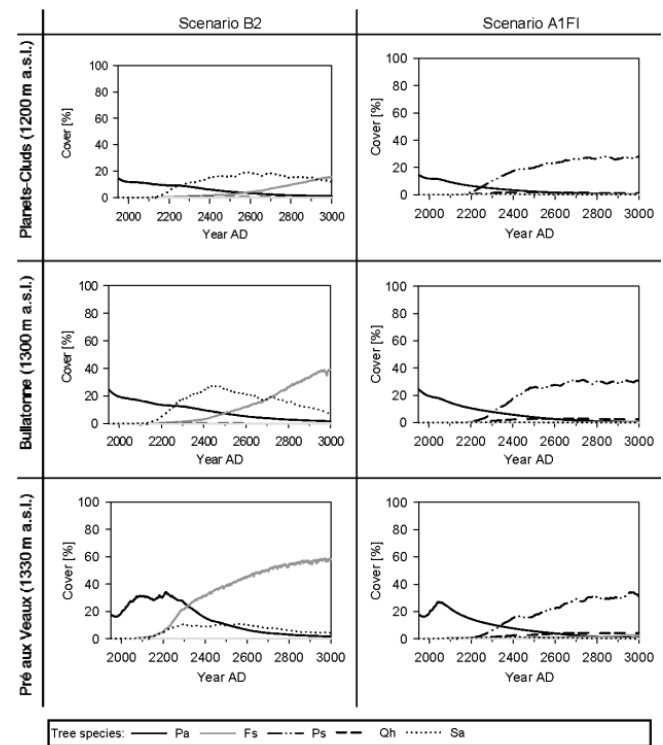 Scenario B2
Scenario A1FI
Planets-Cluds (1200 m a.s.l.)
Cover [%]
100
80
60
40
20
0
2000 2200 2400 2600 2800 3000
Year AD
Cover [%]
100
80
60
40
20
0
2000 2200 2400 2600 2800 3000
Year AD
Bullatonne (1300 m a.s.l.)
Cover [%]
100
80
60
40
20
0
2000 2200 2400 2600 2800 3000
Year AD
Cover [%]
100
80
60
40
20
0
2000 2200 2400 2600 2800 3000
Year AD
Pré aux Veaux (1330 m a.s.l.)
Cover [%]
100
80
60
40
20
0
2000 2200 2400 2600 2800 3000
Year AD
Cover [%]
100
80
60
40
20
0
2000 2200 2400 2600 2800 3000
Year AD
Tree species: Pa Fs Ps Qh Sa